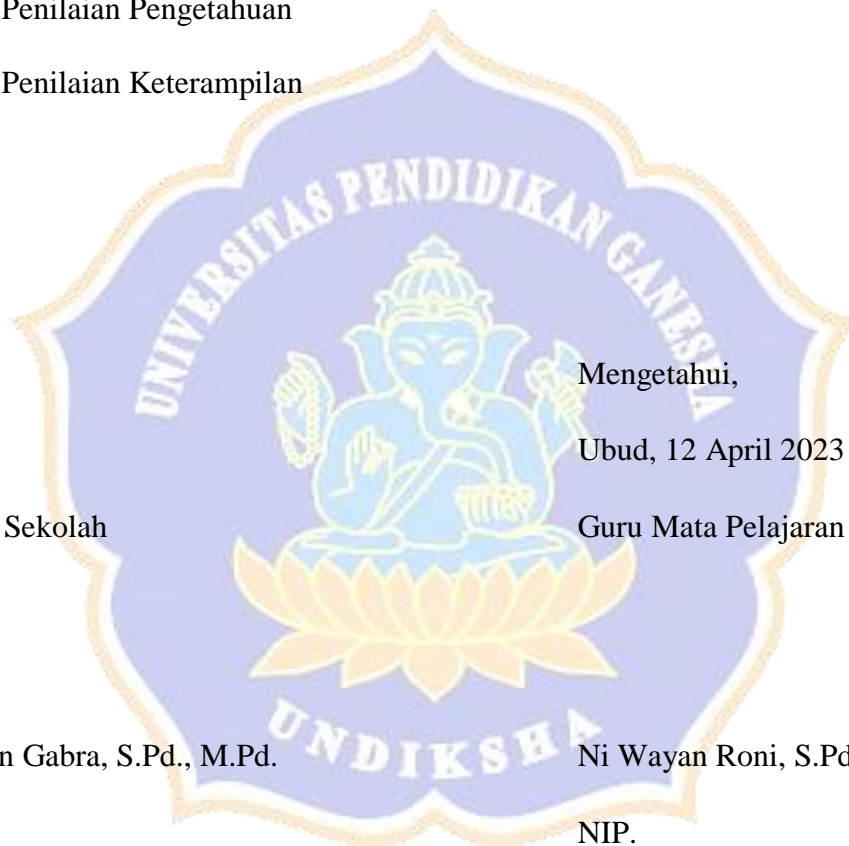 Penilaian Pengetahuan
Penilaian Keterampilan
UNIVERSITAS PENDIDIKAN GANESHA
Mengetahui,
Ubud, 12 April 2023
Sekolah Guru Mata Pelajaran
n Gabra, S.Pd., M.Pd. Ni Wayan Roni, S.Pd
UNDIKSHA
NIP.